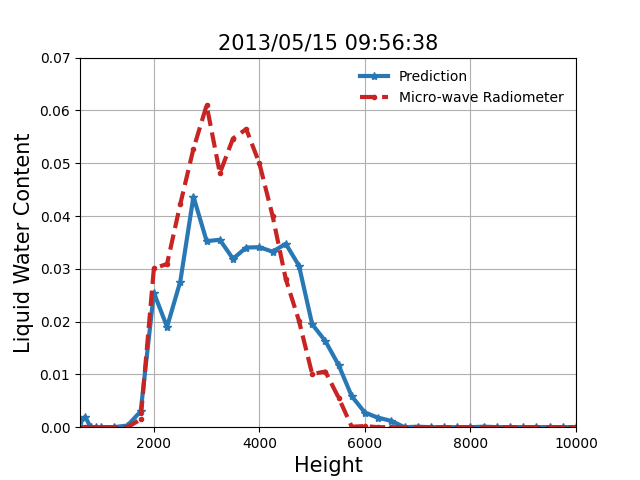 2013/05/15 09:56:38
0.07
0.06
0.05
0.04
0.03
0.02
0.01
0.00
Liquid Water Content
Prediction
Micro-wave Radiometer
2000 4000 6000 8000 10000
Height